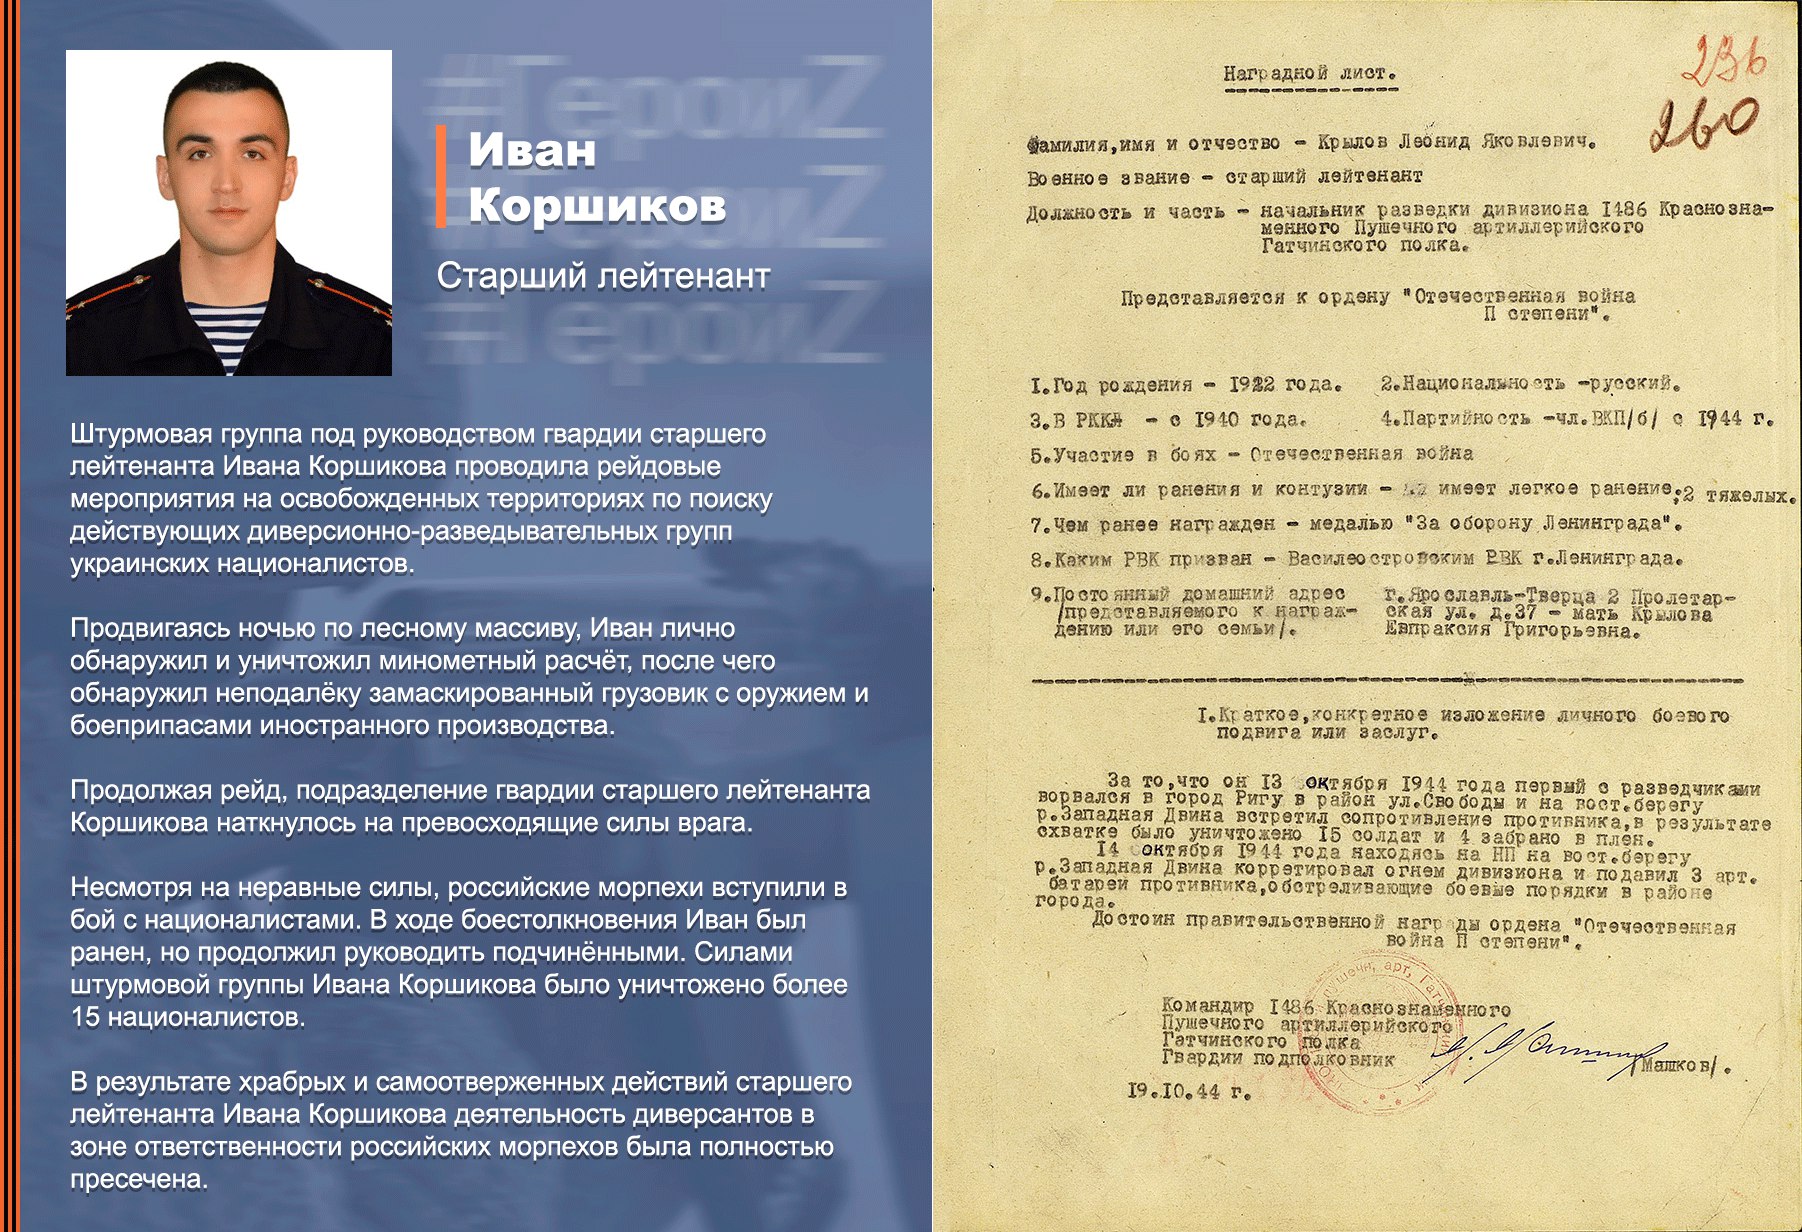 #ГероиZ
#ГероиZ
#ГероиZ
Иван
Коршиков
Старший лейтенант
Штурмовая группа под руководством гвардии старшего
лейтенанта Ивана Коршикова проводила рейдовые
мероприятия на освобожденных территориях по поиску
действующих диверсионно-разведывательных групп
украинских националистов.
Продвигаясь ночью по лесному массиву, Иван лично
обнаружил и уничтожил минометный расчёт, после чего
обнаружил неподалёку замаскированный грузовик с оружием и
боеприпасами иностранного производства.
Продолжая рейд, подразделение гвардии старшего лейтенанта
Коршикова наткнулось на превосходящие силы врага.
Несмотря на неравные силы, российские морпехи вступили в
бой с националистами. В ходе боестолкновения Иван был
ранен, но продолжил руководить подчинёнными. Силами
штурмовой группы Ивана Коршикова было уничтожено более
15 националистов.
В результате храбрых и самоотверженных действий старшего
лейтенанта Ивана Коршикова деятельность диверсантов в
зоне ответственности российских морпехов была полностью
пресечена.
236
260
Наградной лист.
Фамилия,имя и отчество - Крылов Леонид Яковлевич.
Военное звание - старший лейтенант
Должность и часть - начальник разведки дивизиона 1486 Краснозна-
менного Пушечного артиллерийского
Гатчинского полка.
Представляется к ордену "Отечественная война
П степени".
1.Год рождения - 1922 года. 2.Национальность -русский.
3.В РККА - с 1940 года. 4.Партийность -чл.ВКП/б/ с 1944 г.
5.Участие в боях - Отечественная война
6.Имеет ли ранения и контузии - имеет легкое ранение,2 тяжелых.
7.Чем ранее награжден - медалью "За оборону Ленинграда".
8.Каким РВК призван - Василеостровским РВК г.Ленинграда.
9.Постоянный домашний адрес г.Ярославль-Тверца 2 Пролетар-
/представляемого к награж- ская ул. д.37 - мать Крылова
дению или его семьи/. Евпраксия Григорьевна.
1.Краткое,конкретное изложение личного боевого
подвига или заслуг.
За то,что он 13 октября 1944 года первый с разведчиками
ворвался в город Ригу в район ул.Свободы и на вост.берегу
р.Западная Двина встретил сопротивление противника,в результате
схватке было уничтожено 15 солдат и 4 забрано в плен.
14 октября 1944 года находясь на НП на вост.берегу
р.Западная Двина корретировал огнем дивизиона и подавил 3 арт.
батареи противника,обстреливающие боевые порядки в районе
города.
Достоин правительственной награды ордена "Отечественная
война П степени".
Командир 1486 Краснознаменного
Пушечного артиллерийского
Гатчинского полка
Гвардии подполковник /Машков/.
19.10.44 г.